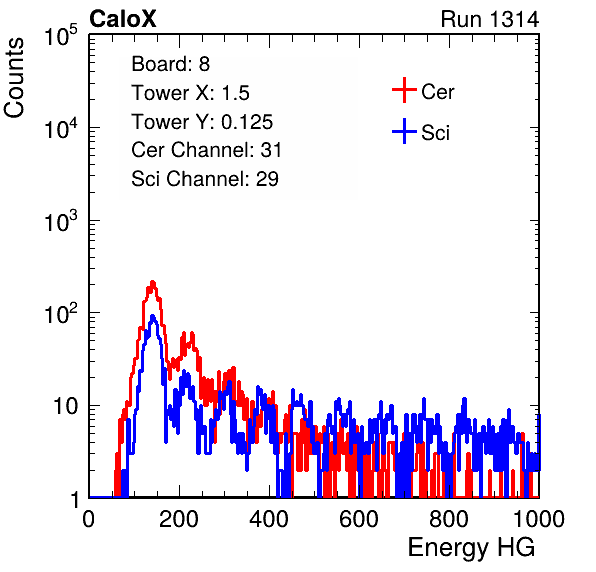 CaloX
Run 1314
Counts
10^5
10^4
10^3
10^2
10
1
Board: 8
Tower X: 1.5
Tower Y: 0.125
Cer Channel: 31
Sci Channel: 29
Cer
Sci
0 200 400 600 800 1000
Energy HG